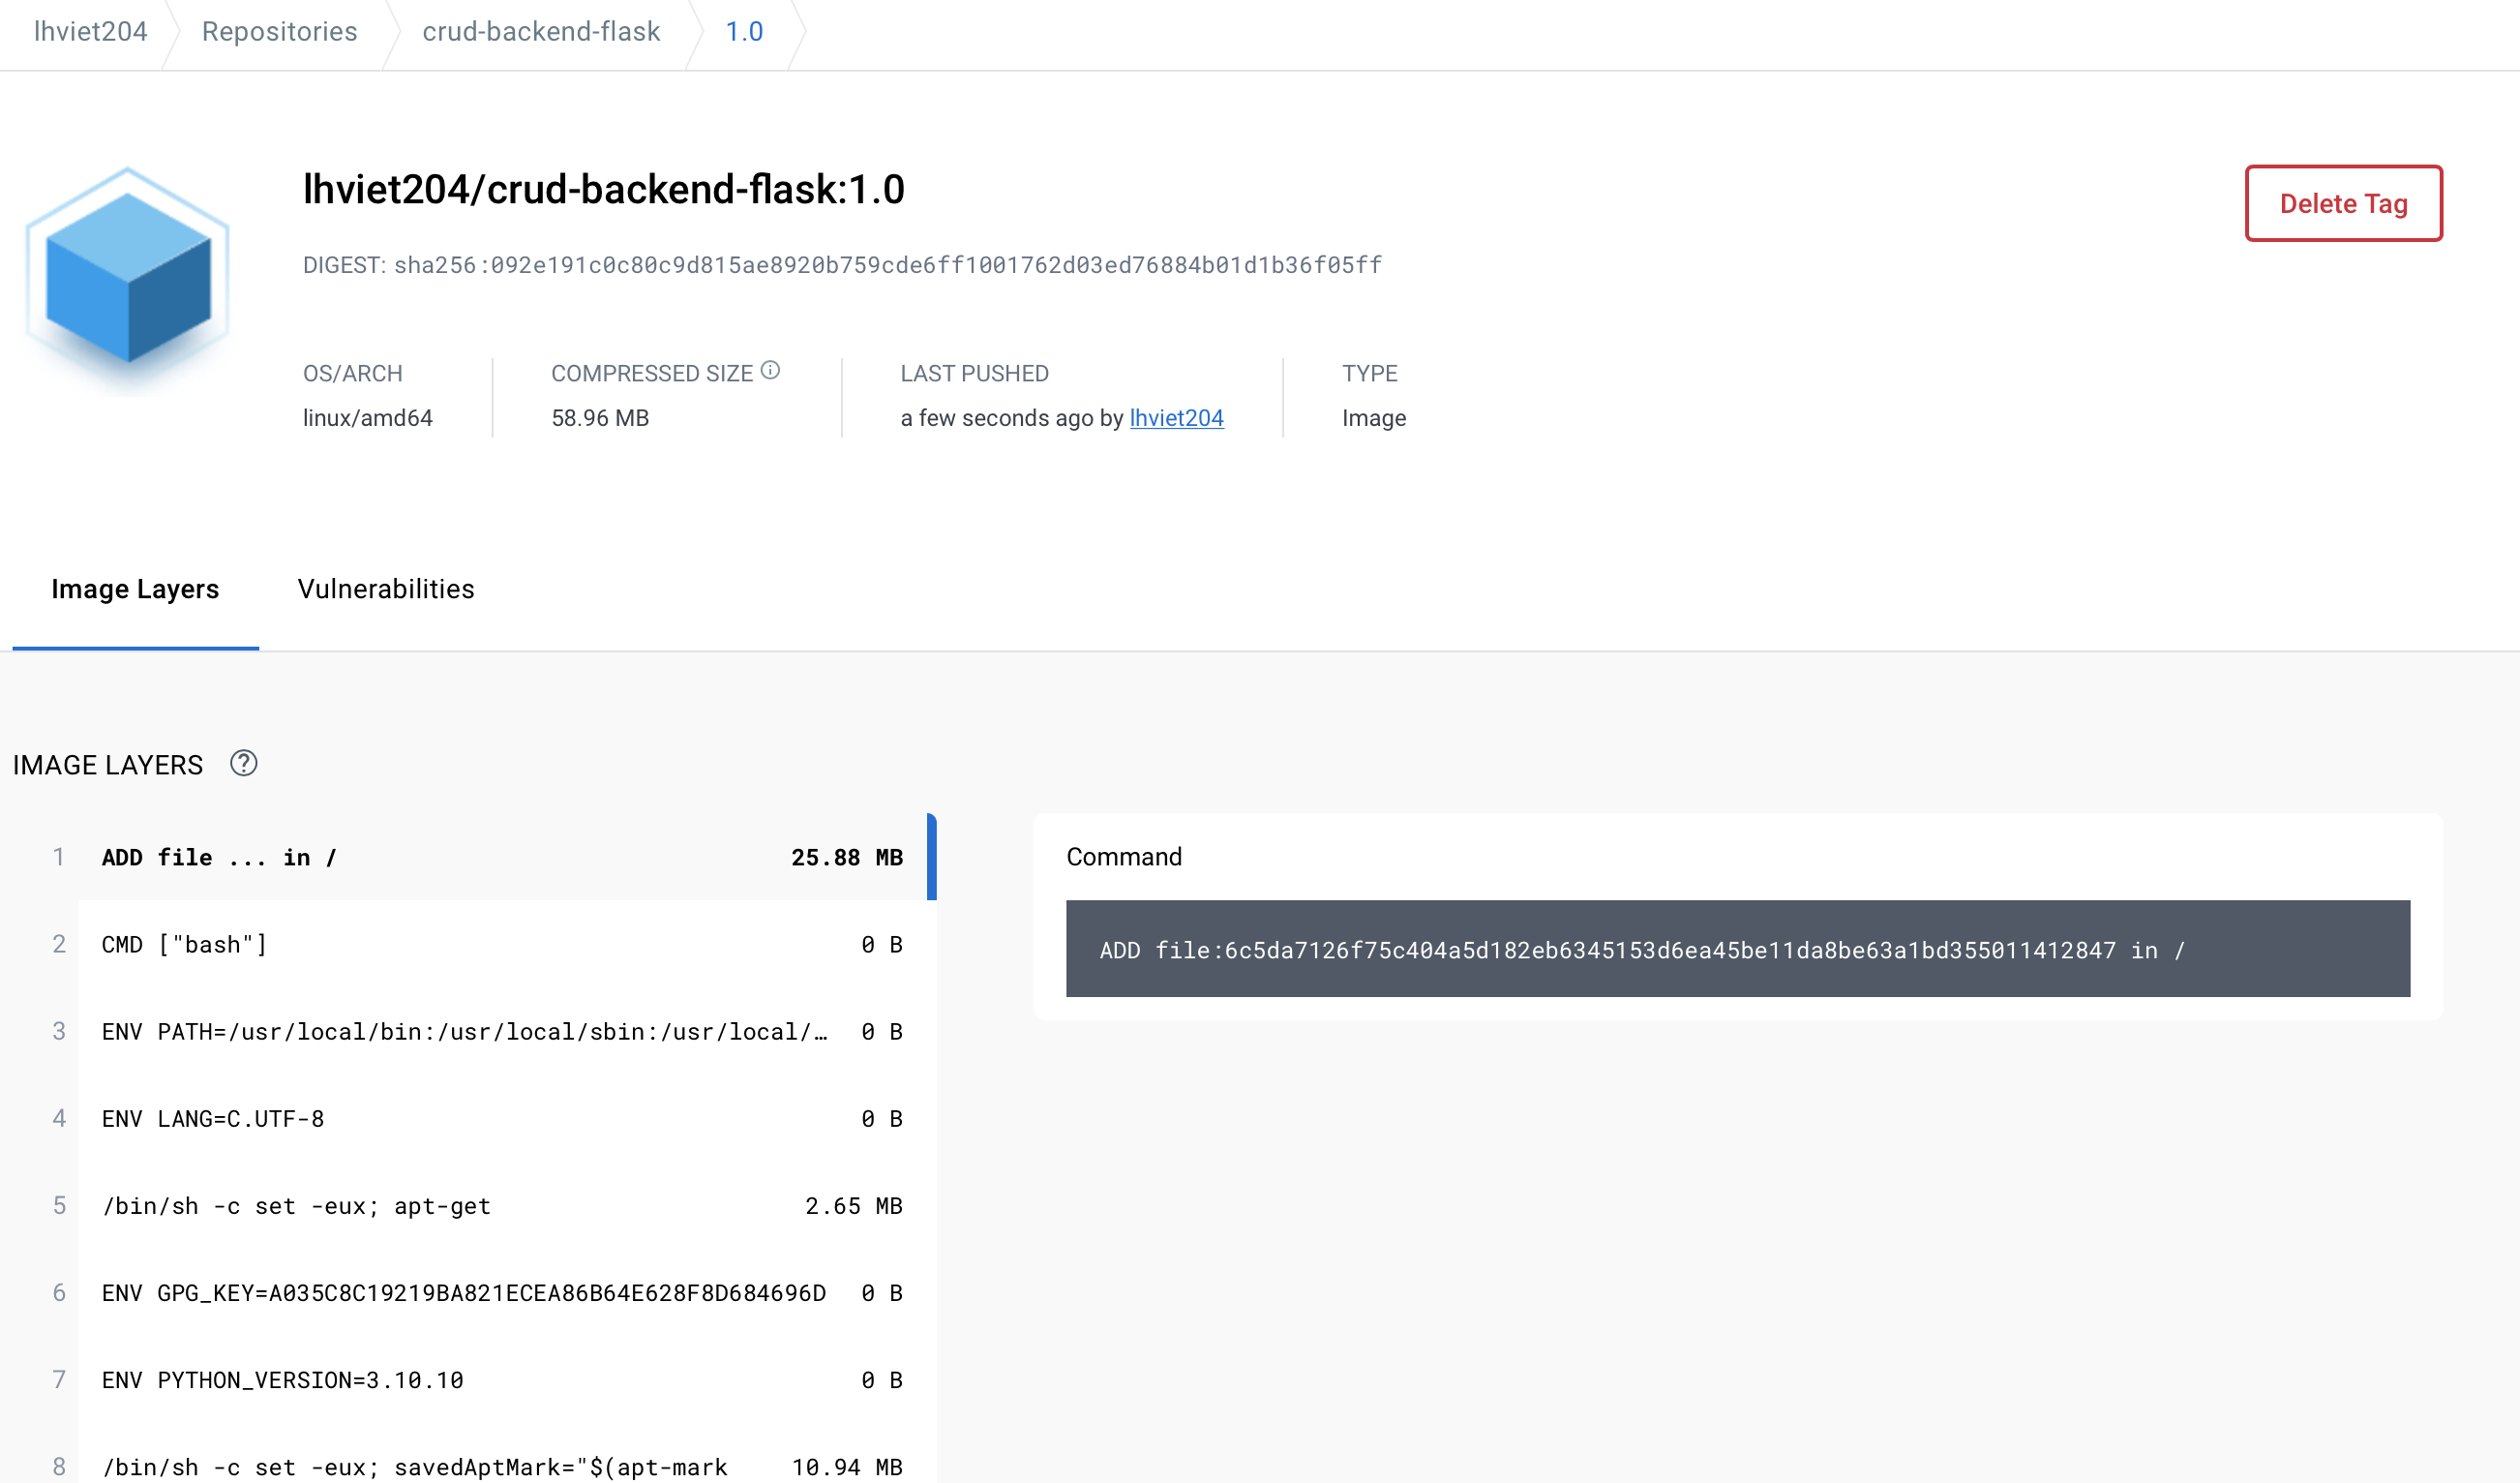 lhviet204 Repositories crud-backend-flask 1.0
lhviet204/crud-backend-flask:1.0
Delete Tag
DIGEST: sha256:092e191c0c80c9d815ae8920b759cde6ff1001762d03ed76884b01d1b36f05ff
OS/ARCH
linux/amd64
COMPRESSED SIZE
58.96 MB
LAST PUSHED
a few seconds ago by lhviet204
TYPE
Image
Image Layers Vulnerabilities
IMAGE LAYERS
1 ADD file ... in / 25.88 MB
2 CMD ["bash"] 0 B
3 ENV PATH=/usr/local/bin:/usr/local/sbin:/usr/local/… 0 B
4 ENV LANG=C.UTF-8 0 B
5 /bin/sh -c set -eux; apt-get 2.65 MB
6 ENV GPG_KEY=A035C8C19219BA821ECEA86B64E628F8D684696D 0 B
7 ENV PYTHON_VERSION=3.10.10 0 B
8 /bin/sh -c set -eux; savedAptMark="$(apt-mark 10.94 MB
Command
ADD file:6c5da7126f75c404a5d182eb6345153d6ea45be11da8be63a1bd355011412847 in /